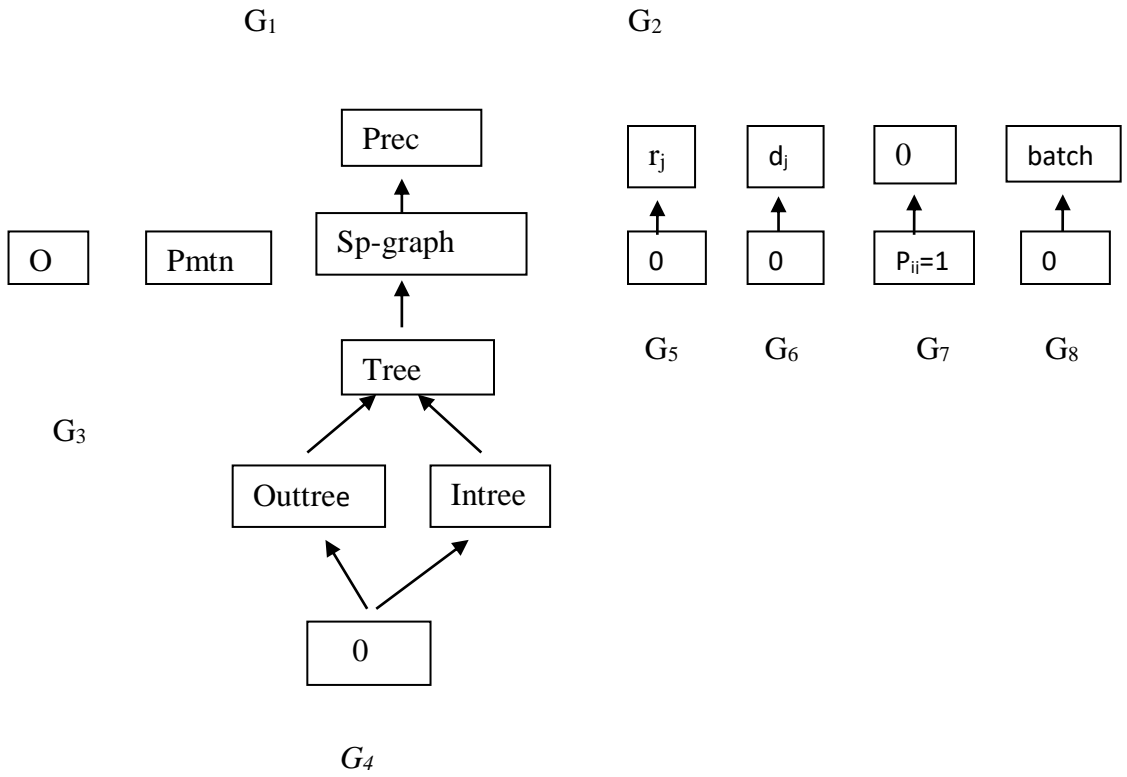 G₁ G₂
Prec rⱼ dⱼ 0 batch
O Pmtn Sp-graph 0 0 Pᵢⱼ=1 0
Tree G₅ G₆ G₇ G₈
G₃
Outtree Intree
0
G₄